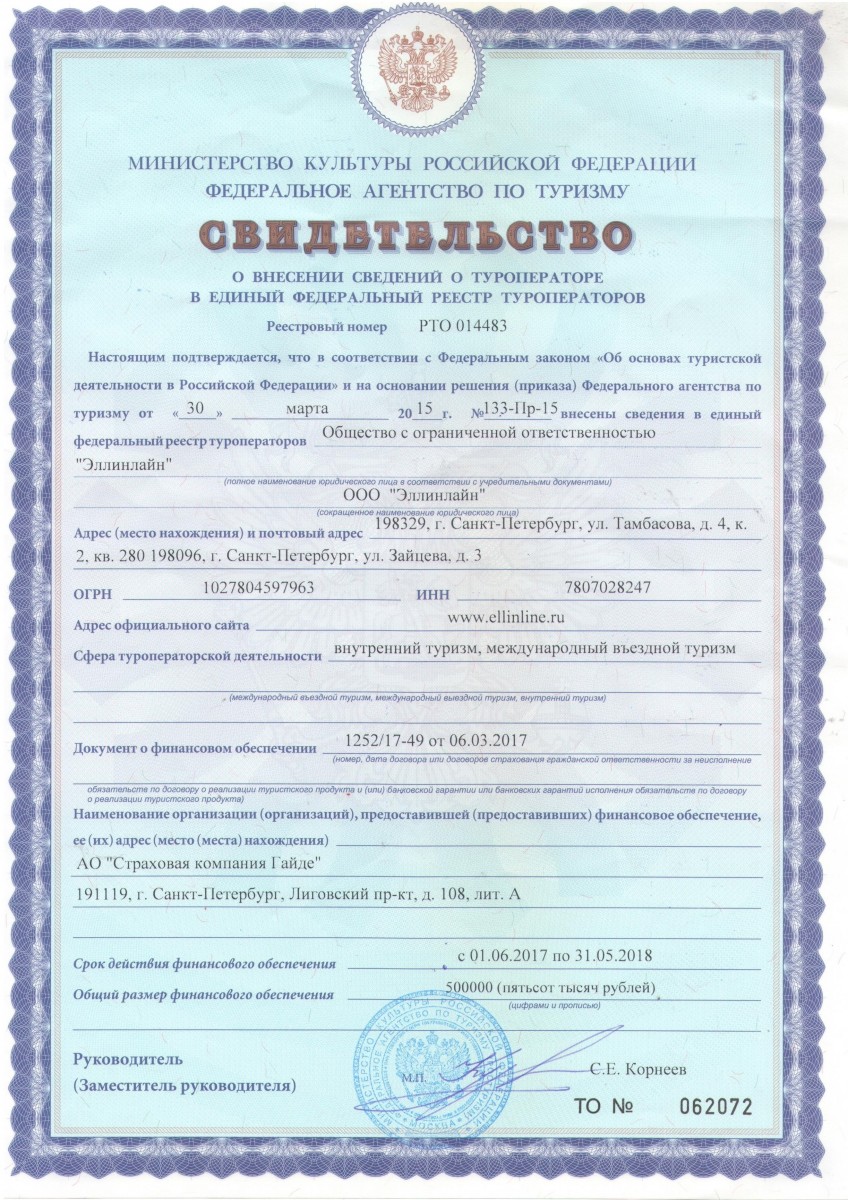 МИНИСТЕРСТВО КУЛЬТУРЫ РОССИЙСКОЙ ФЕДЕРАЦИИ
ФЕДЕРАЛЬНОЕ АГЕНТСТВО ПО ТУРИЗМУ
СВИДЕТЕЛЬСТВО
О ВНЕСЕНИИ СВЕДЕНИЙ О ТУРОПЕРАТОРЕ
В ЕДИНЫЙ ФЕДЕРАЛЬНЫЙ РЕЕСТР ТУРОПЕРАТОРОВ
Реестровый номер РТО 014483
Настоящим подтверждается, что в соответствии с Федеральным законом «Об основах туристской
деятельности в Российской Федерации» и на основании решения (приказа) Федерального агентства по
туризму от « 30 » марта 20 15 г. №133-Пр-15 внесены сведения в единый
федеральный реестр туроператоров Общество с ограниченной ответственностью
"Эллинлайн"
(полное наименование юридического лица в соответствии с учредительными документами)
ООО "Эллинлайн"
(сокращенное наименование юридического лица)
Адрес (место нахождения) и почтовый адрес 198329, г. Санкт-Петербург, ул. Тамбасова, д. 4, к.
2, кв. 280 198096, г. Санкт-Петербург, ул. Зайцева, д. 3
ОГРН 1027804597963 ИНН 7807028247
Адрес официального сайта www.ellinline.ru
Сфера туроператорской деятельности внутренний туризм, международный въездной туризм
(международный въездной туризм, международный выездной туризм, внутренний туризм)
Документ о финансовом обеспечении 1252/17-49 от 06.03.2017
(номер, дата договора или договоров страхования гражданской ответственности за неисполнение
обязательств по договору о реализации туристского продукта и (или) банковской гарантии или банковских гарантий исполнения обязательств по договору
о реализации туристского продукта)
Наименование организации (организаций), предоставившей (предоставивших) финансовое обеспечение,
ее (их) адрес (место (места) нахождения)
АО "Страховая компания Гайде"
191119, г. Санкт-Петербург, Лиговский пр-кт, д. 108, лит. А
Срок действия финансового обеспечения с 01.06.2017 по 31.05.2018
Общий размер финансового обеспечения 500000 (пятьсот тысяч рублей)
(цифрами и прописью)
Руководитель
(Заместитель руководителя)
М.П. С.Е. Корнеев
МОСКВА
ТО № 062072